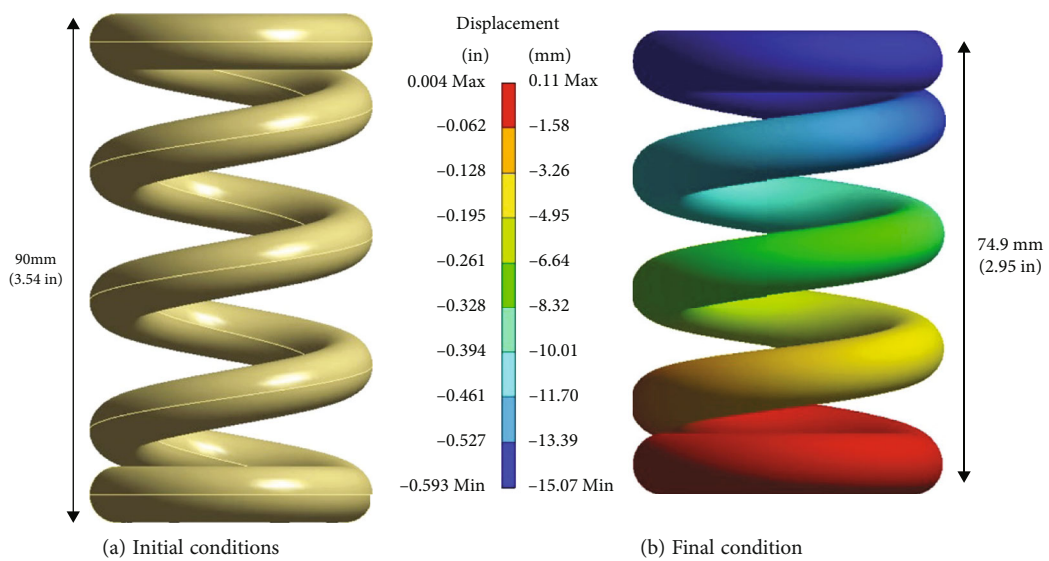 Displacement
(in) (mm)
0.004 Max 0.11 Max
–0.062 –1.58
–0.128 –3.26
–0.195 –4.95
–0.261 –6.64
–0.328 –8.32
–0.394 –10.01
–0.461 –11.70
–0.527 –13.39
–0.593 Min –15.07 Min
90mm
(3.54 in)
74.9 mm
(2.95 in)
(a) Initial conditions
(b) Final condition